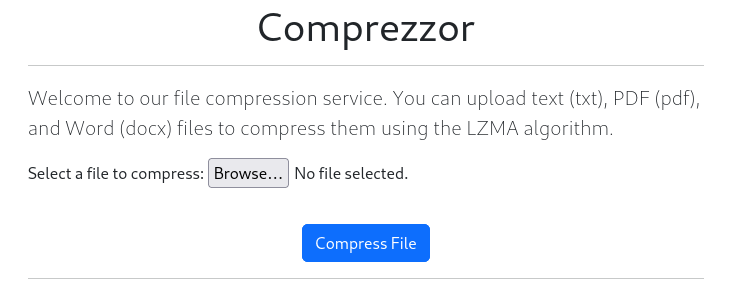 Comprezzor
Welcome to our file compression service. You can upload text (txt), PDF (pdf),
and Word (docx) files to compress them using the LZMA algorithm.
Select a file to compress: Browse... No file selected.
Compress File